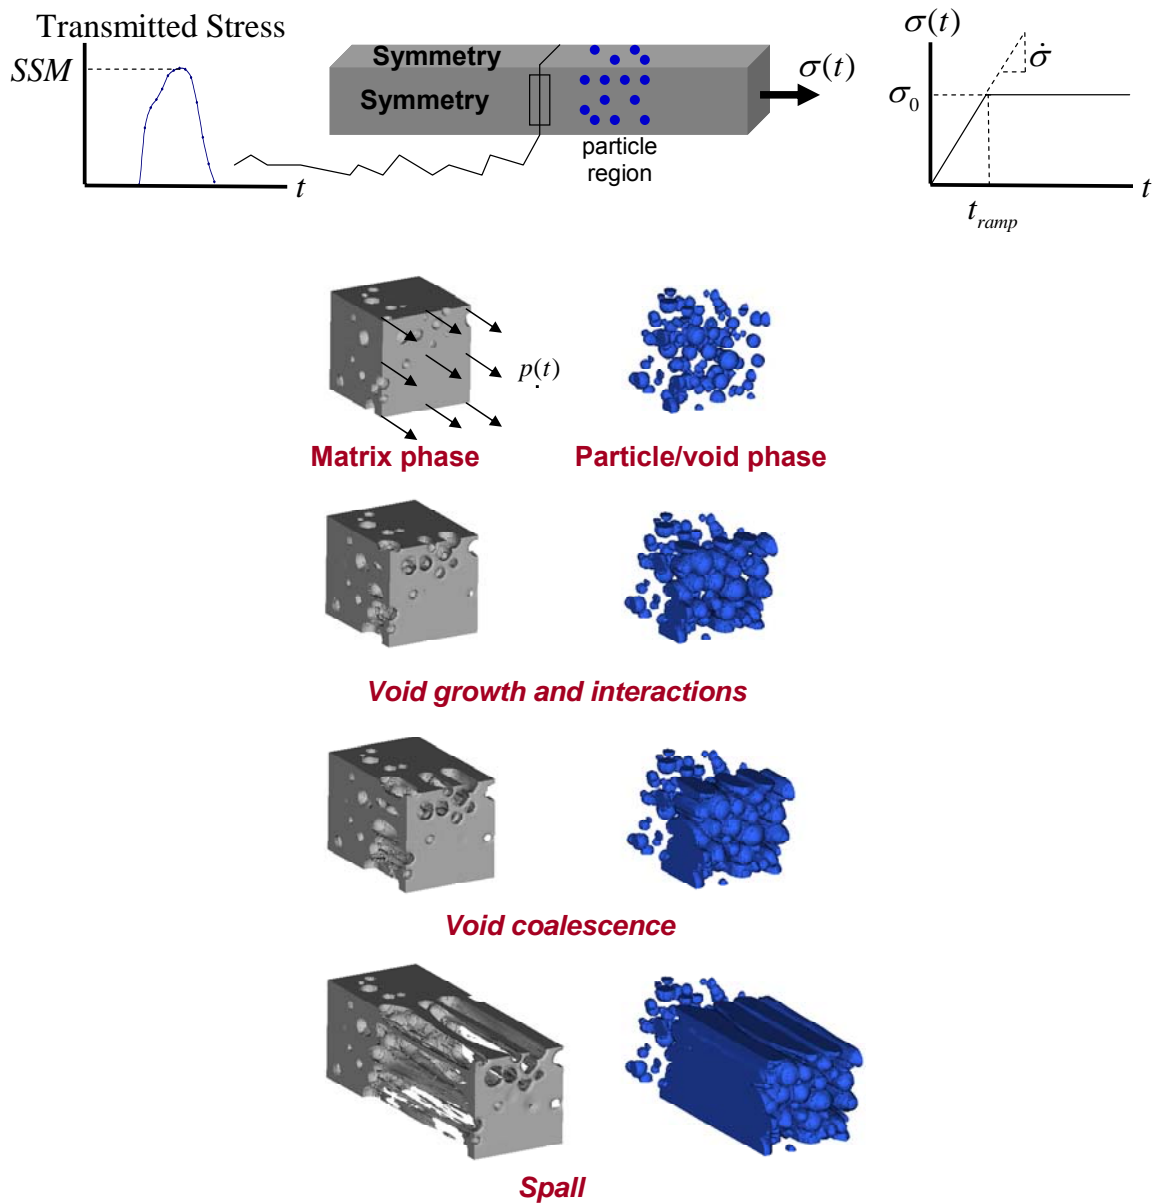 Transmitted Stress
SSM
t
Symmetry
Symmetry
σ(t)
particle
region
σ(t)
σ̇
σ₀
t
t_ramp
p(t)
Matrix phase
Particle/void phase
Void growth and interactions
Void coalescence
Spall